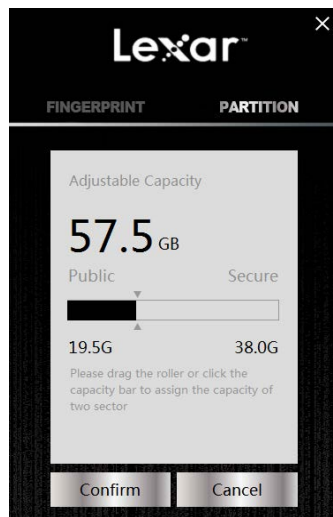 Lexar™
FINGERPRINT PARTITION
Adjustable Capacity
57.5 GB
Public Secure
19.5G 38.0G
Please drag the roller or click the
capacity bar to assign the capacity of
two sector
Confirm Cancel